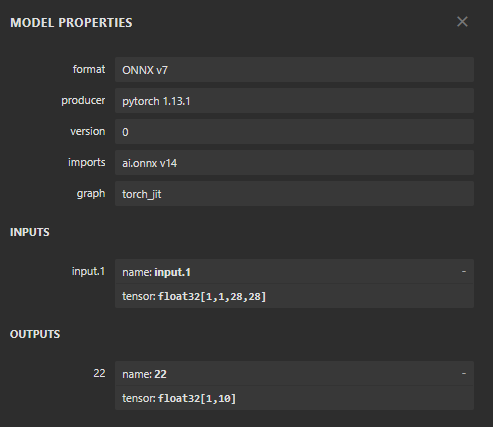 MODEL PROPERTIES ×
format ONNX v7
producer pytorch 1.13.1
version 0
imports ai.onnx v14
graph torch_jit
INPUTS
input.1 name: input.1 -
tensor: float32[1,1,28,28]
OUTPUTS
22 name: 22 -
tensor: float32[1,10]